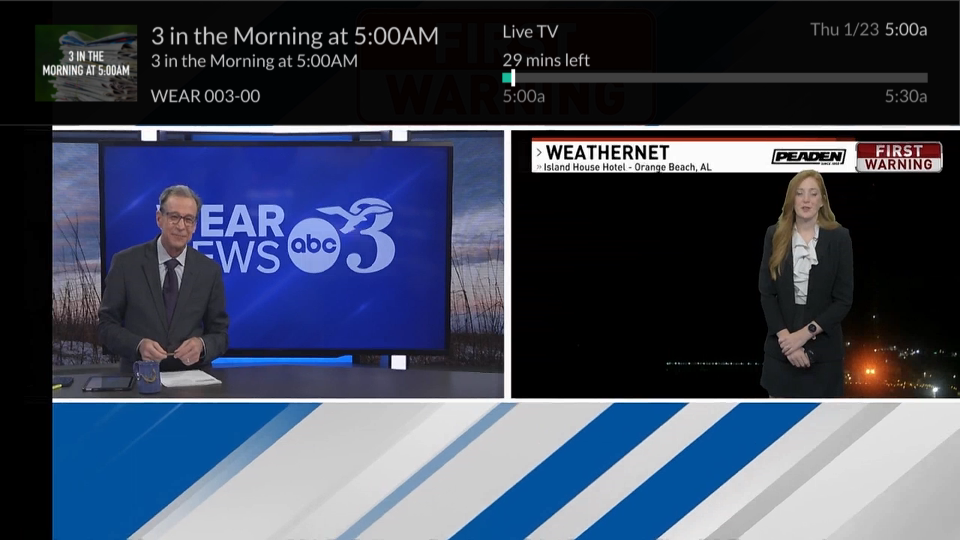 3 in the Morning at 5:00AM
3 in the Morning at 5:00AM
WEAR 003-00
3 IN THE
MORNING AT 5:00AM
Live TV
29 mins left
5:00a
5:30a
Thu 1/23 5:00a
FIRST
WARNING
WEAR
NEWS
abc
3
› WEATHERNET
» Island House Hotel - Orange Beach, AL
PEADEN
FIRST
WARNING